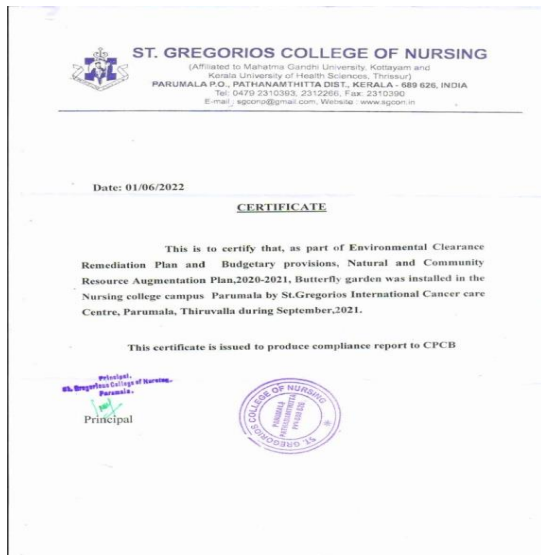 ST. GREGORIOS COLLEGE OF NURSING
(Affiliated to Mahatma Gandhi University, Kottayam and
Kerala University of Health Sciences, Thrissur)
PARUMALA P.O., PATHANAMTHITTA DIST., KERALA - 689 626, INDIA
Tel: 0479 2310393, 2312266, Fax: 2310390
E-mail : sgconp@gmail.com, Website : www.sgcon.in
Date: 01/06/2022
CERTIFICATE
This is to certify that, as part of Environmental Clearance
Remediation Plan and Budgetary provisions, Natural and Community
Resource Augmentation Plan,2020-2021, Butterfly garden was installed in the
Nursing college campus Parumala by St.Gregorios International Cancer care
Centre, Parumala, Thiruvalla during September,2021.
This certificate is issued to produce compliance report to CPCB
Principal,
St. Gregorios College of Nursing,
Parumala.
Principal
ST. GREGORIOS COLLEGE OF NURSING
PARUMALA
PATHANAMTHITTA